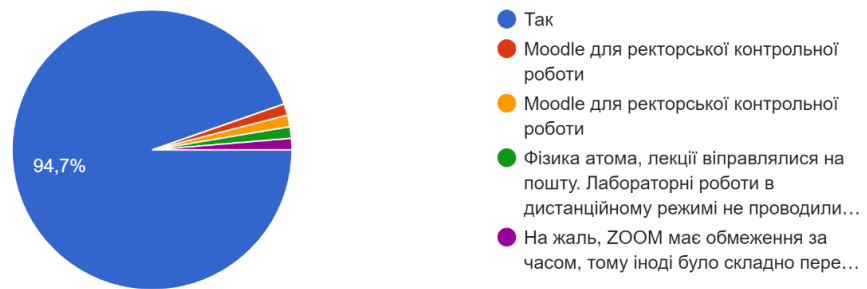 94,7%
Так
Moodle для ректорської контрольної
роботи
Moodle для ректорської контрольної
роботи
Фізика атома, лекції віправлялися на
пошту. Лабораторні роботи в
дистанційному режимі не проводили…
На жаль, ZOOM має обмеження за
часом, тому іноді було складно пере…